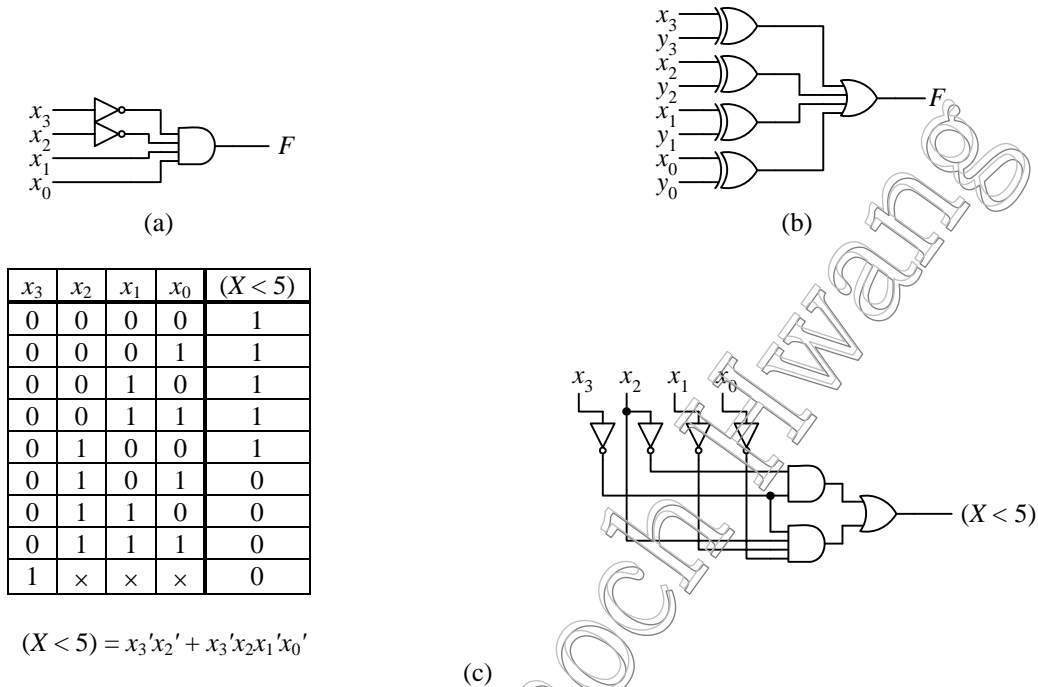 x₃
x₂
x₁
x₀
F
(a)
x₃
y₃
x₂
y₂
x₁
y₁
x₀
y₀
F
(b)
x₃ x₂ x₁ x₀ (X < 5)
0 0 0 0 1
0 0 0 1 1
0 0 1 0 1
0 0 1 1 1
0 1 0 0 1
0 1 0 1 0
0 1 1 0 0
0 1 1 1 0
1 × × × 0
(X < 5) = x₃'x₂' + x₃'x₂x₁'x₀'
x₃ x₂ x₁ x₀
(X < 5)
(c)
och Hwang